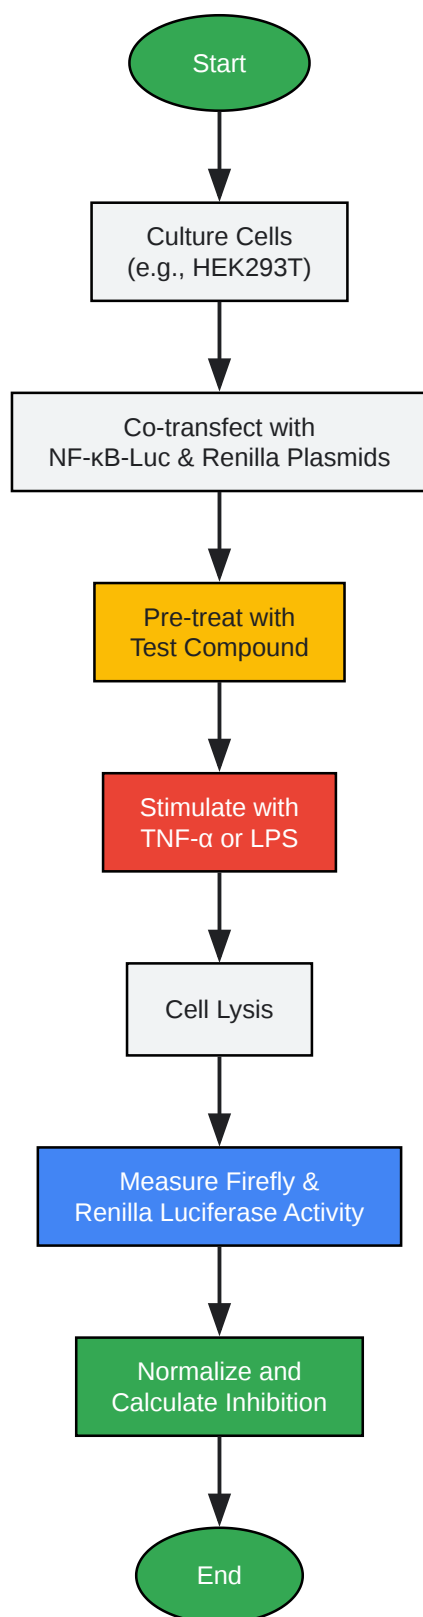 Start
Culture Cells
(e.g., HEK293T)
Co-transfect with
NF-κB-Luc & Renilla Plasmids
Pre-treat with
Test Compound
Stimulate with
TNF-α or LPS
Cell Lysis
Measure Firefly &
Renilla Luciferase Activity
Normalize and
Calculate Inhibition
End